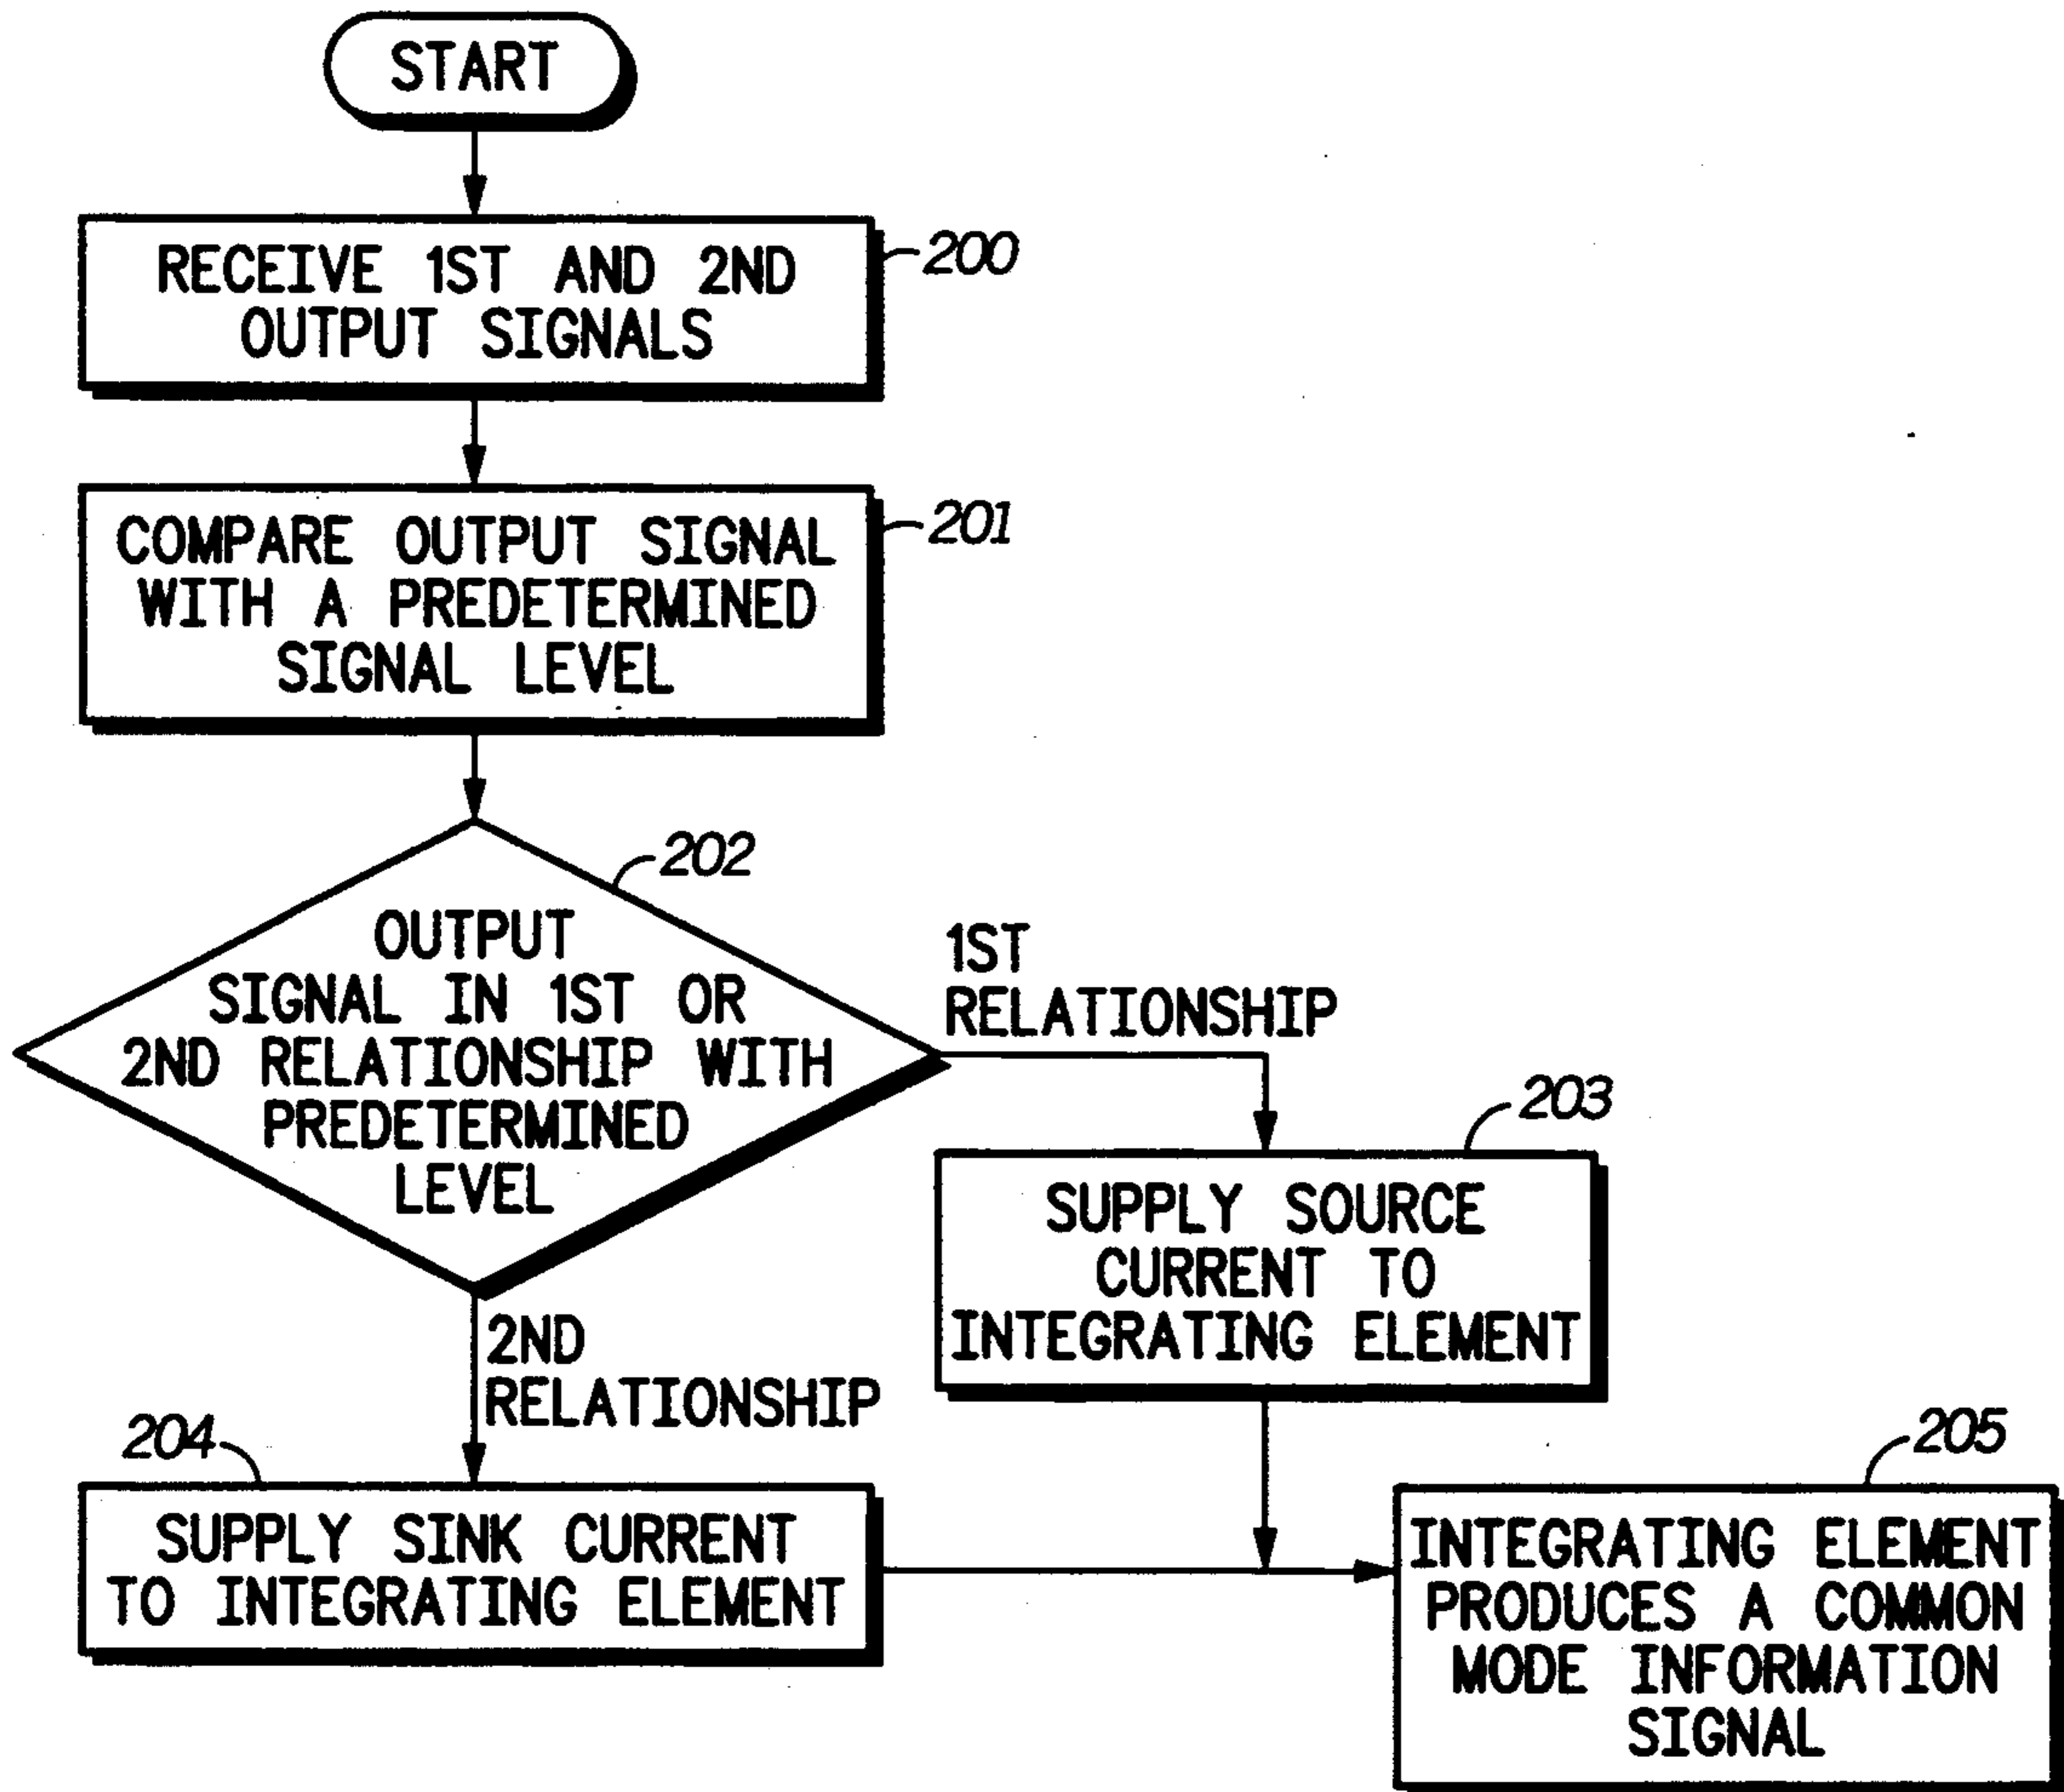 START
RECEIVE 1ST AND 2ND
OUTPUT SIGNALS
200
COMPARE OUTPUT SIGNAL
WITH A PREDETERMINED
SIGNAL LEVEL
201
202
OUTPUT
SIGNAL IN 1ST OR
2ND RELATIONSHIP WITH
PREDETERMINED
LEVEL
1ST
RELATIONSHIP
203
SUPPLY SOURCE
CURRENT TO
INTEGRATING ELEMENT
2ND
RELATIONSHIP
204
SUPPLY SINK CURRENT
TO INTEGRATING ELEMENT
205
INTEGRATING ELEMENT
PRODUCES A COMMON
MODE INFORMATION
SIGNAL